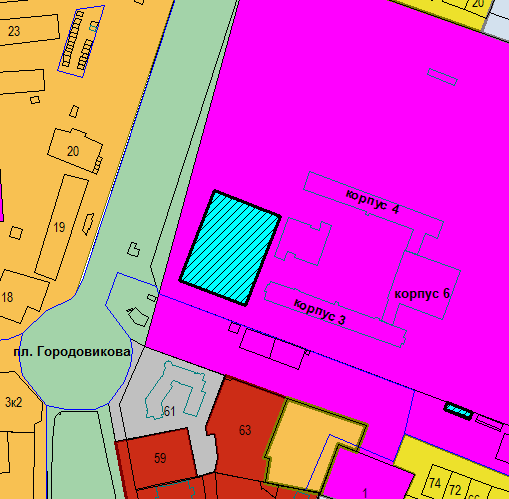 20
23
20
корпус 4
19
корпус 6
18
корпус 3
пл. Городовикова
3к2
61
63
59
74
72
1